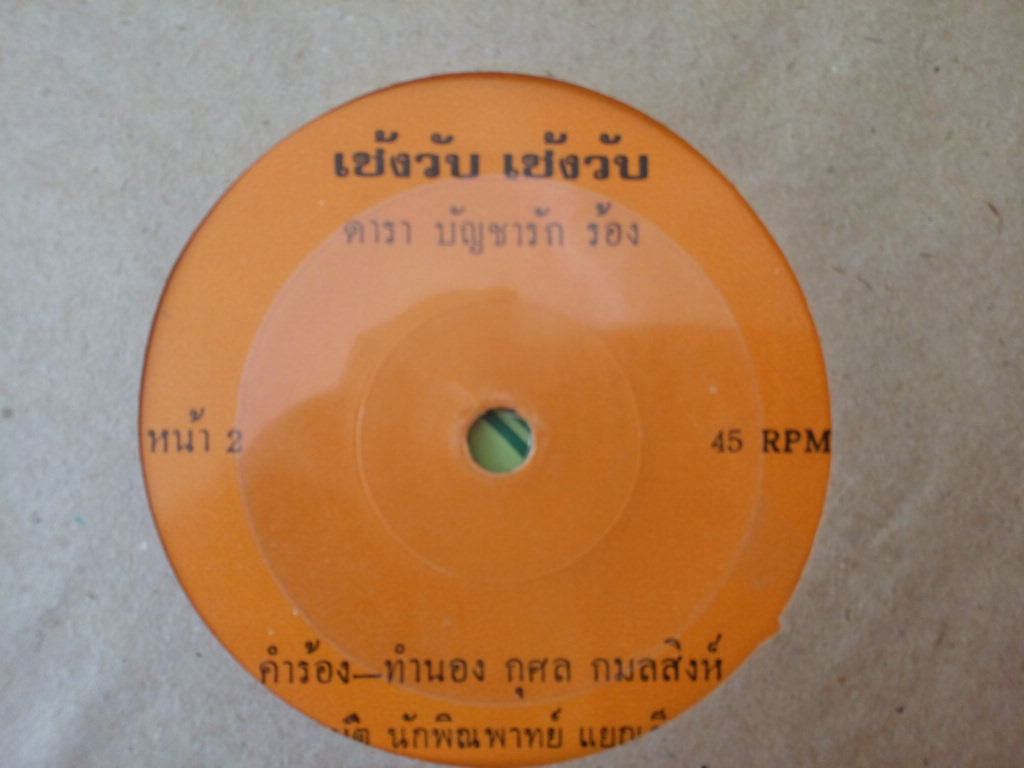 เช้งวับ เช้งวับ
ดารา บัญชารัก ร้อง
หน้า 2
45 RPM
คำร้อง—ทำนอง กุศล กมลสิงห์
นักพิณพาทย์